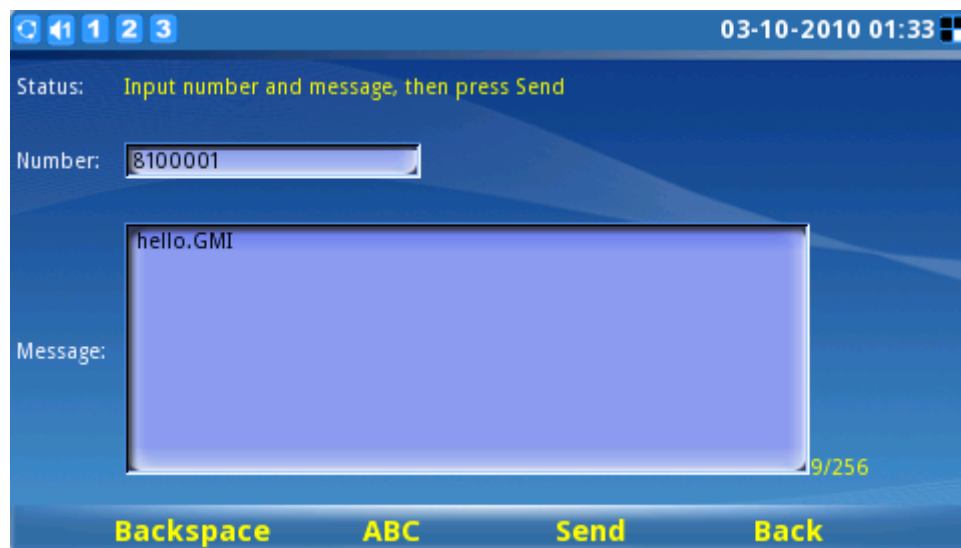 1 1 2 3 03-10-2010 01:33
Status: Input number and message, then press Send
Number: 8100001
hello.GMI
Message:
9/256
Backspace ABC Send Back